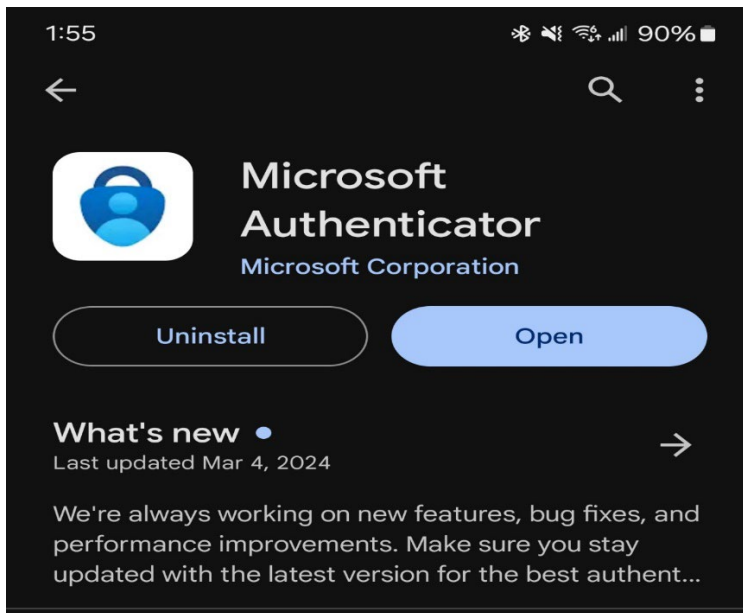 1:55 90%
Microsoft
Authenticator
Microsoft Corporation
Uninstall Open
What's new
Last updated Mar 4, 2024
We're always working on new features, bug fixes, and
performance improvements. Make sure you stay
updated with the latest version for the best authent...